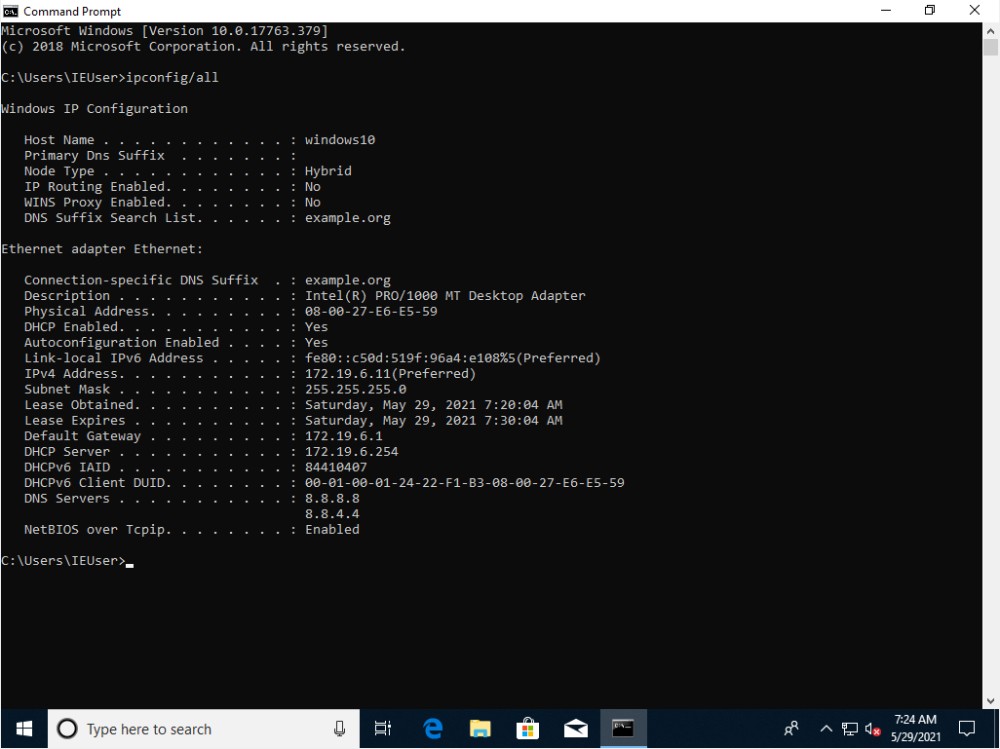 Command Prompt
Microsoft Windows [Version 10.0.17763.379]
(c) 2018 Microsoft Corporation. All rights reserved.
C:\Users\IEUser>ipconfig/all
Windows IP Configuration
Host Name . . . . . . . . . . . . : windows10
Primary Dns Suffix  . . . . . . . :
Node Type . . . . . . . . . . . . : Hybrid
IP Routing Enabled. . . . . . . . : No
WINS Proxy Enabled. . . . . . . . : No
DNS Suffix Search List. . . . . . : example.org
Ethernet adapter Ethernet:
Connection-specific DNS Suffix  . : example.org
Description . . . . . . . . . . . : Intel(R) PRO/1000 MT Desktop Adapter
Physical Address. . . . . . . . . : 08-00-27-E6-E5-59
DHCP Enabled. . . . . . . . . . . : Yes
Autoconfiguration Enabled . . . . : Yes
Link-local IPv6 Address . . . . . : fe80::c50d:519f:96a4:e108%5(Preferred)
IPv4 Address. . . . . . . . . . . : 172.19.6.11(Preferred)
Subnet Mask . . . . . . . . . . . : 255.255.255.0
Lease Obtained. . . . . . . . . . : Saturday, May 29, 2021 7:20:04 AM
Lease Expires . . . . . . . . . . : Saturday, May 29, 2021 7:30:04 AM
Default Gateway . . . . . . . . . : 172.19.6.1
DHCP Server . . . . . . . . . . . : 172.19.6.254
DHCPv6 IAID . . . . . . . . . . . : 84410407
DHCPv6 Client DUID. . . . . . . . : 00-01-00-01-24-22-F1-B3-08-00-27-E6-E5-59
DNS Servers . . . . . . . . . . . : 8.8.8.8
8.8.4.4
NetBIOS over Tcpip. . . . . . . . : Enabled
C:\Users\IEUser>
Type here to search
7:24 AM
5/29/2021